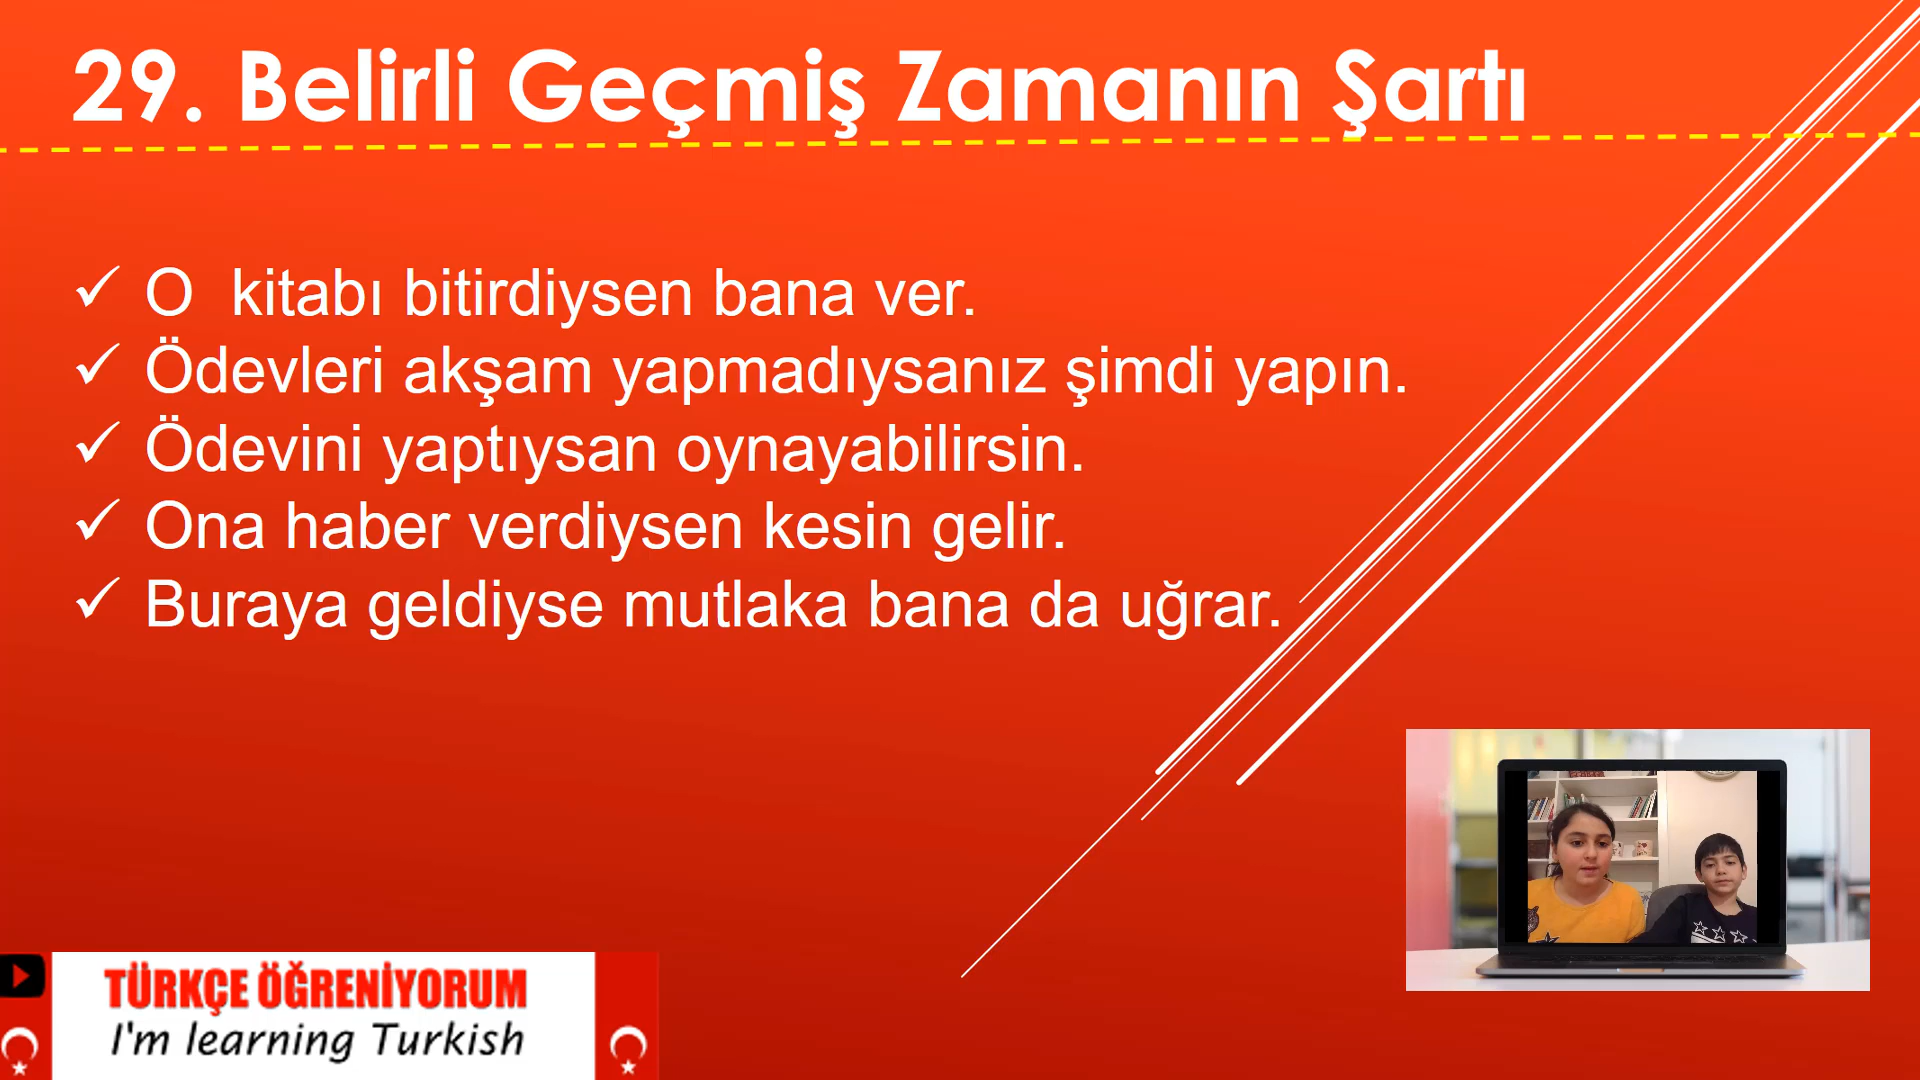 29. Belirli Geçmiş Zamanın Şartı
✓ O kitabı bitirdiysen bana ver.
✓ Ödevleri akşam yapmadıysanız şimdi yapın.
✓ Ödevini yaptıysan oynayabilirsin.
✓ Ona haber verdiysen kesin gelir.
✓ Buraya geldiyse mutlaka bana da uğrar.
TÜRKÇE ÖĞRENİYORUM
I'm learning Turkish